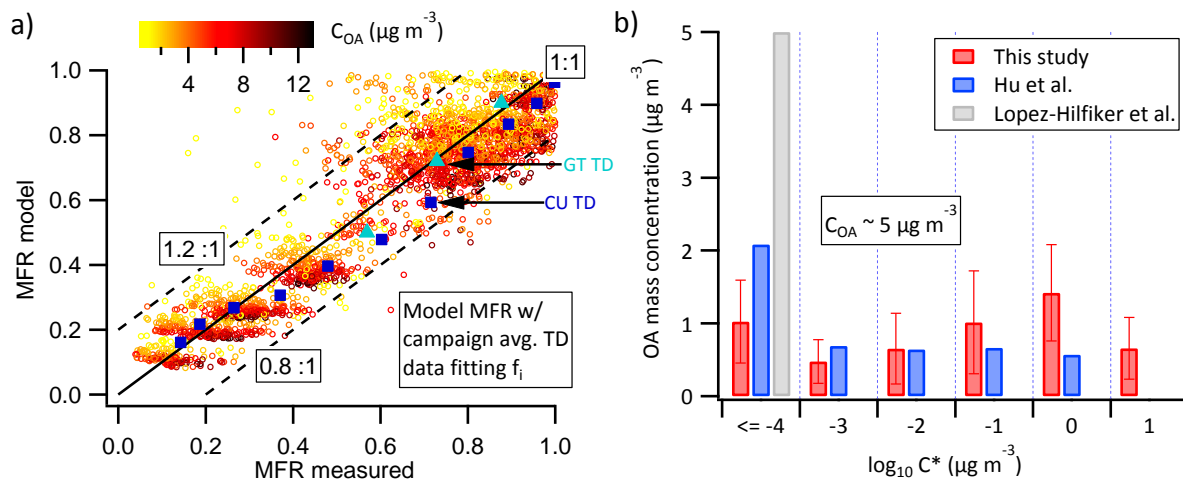 a)
C_OA (µg m⁻³)
4 8 12
1:1
1.0
0.8
0.6
0.4
0.2
0.0
MFR model
GT TD
CU TD
1.2 :1
0.8 :1
Model MFR w/
campaign avg. TD
data fitting f_i
0.0 0.2 0.4 0.6 0.8 1.0
MFR measured
b)
5
4
3
2
1
0
OA mass concentration (µg m⁻³)
This study
Hu et al.
Lopez-Hilfiker et al.
C_OA ~ 5 µg m⁻³
<= -4 -3 -2 -1 0 1
log₁₀ C* (µg m⁻³)